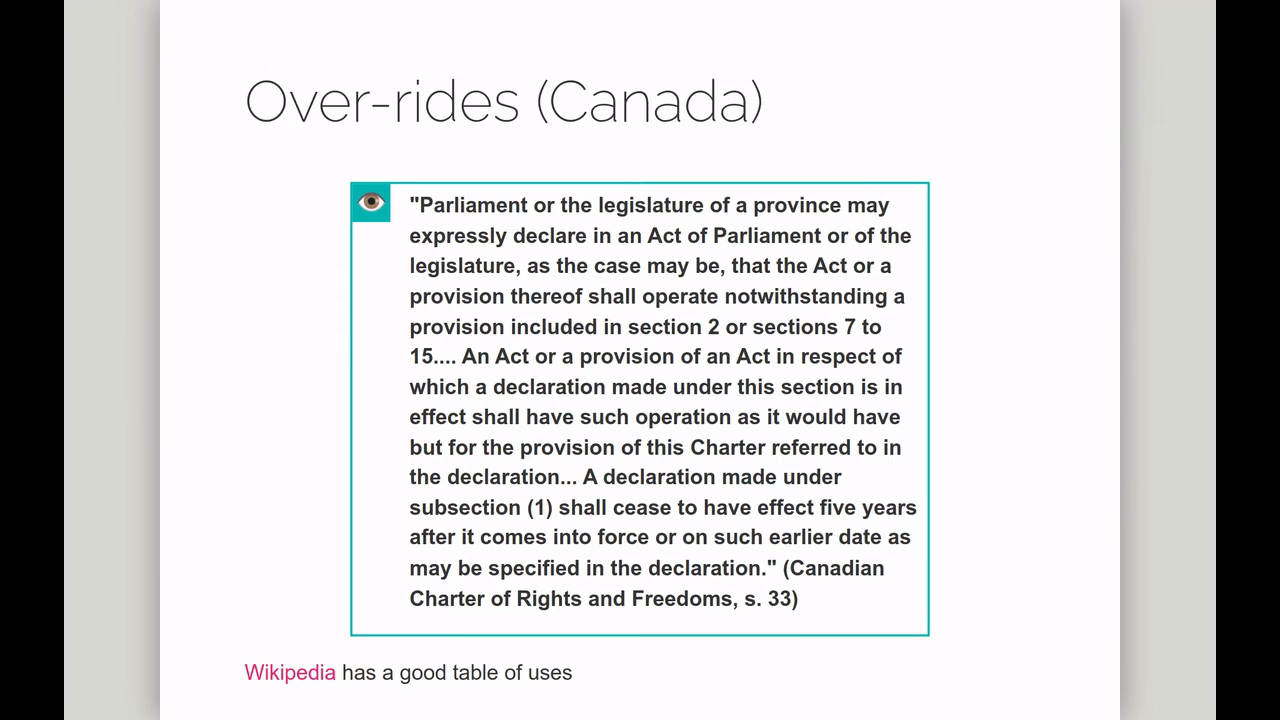 Over-rides (Canada)
"Parliament or the legislature of a province may
expressly declare in an Act of Parliament or of the
legislature, as the case may be, that the Act or a
provision thereof shall operate notwithstanding a
provision included in section 2 or sections 7 to
15.... An Act or a provision of an Act in respect of
which a declaration made under this section is in
effect shall have such operation as it would have
but for the provision of this Charter referred to in
the declaration... A declaration made under
subsection (1) shall cease to have effect five years
after it comes into force or on such earlier date as
may be specified in the declaration." (Canadian
Charter of Rights and Freedoms, s. 33)
Wikipedia has a good table of uses